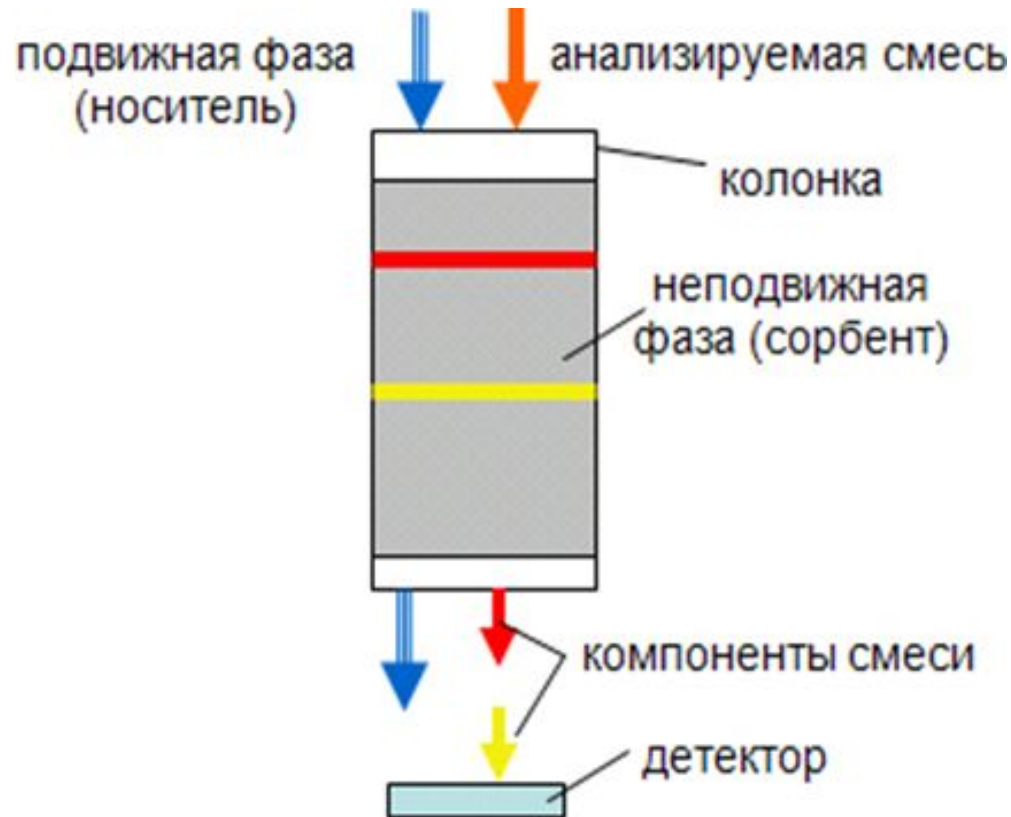 подвижная фаза
(носитель)
анализируемая смесь
колонка
неподвижная
фаза (сорбент)
компоненты смеси
детектор